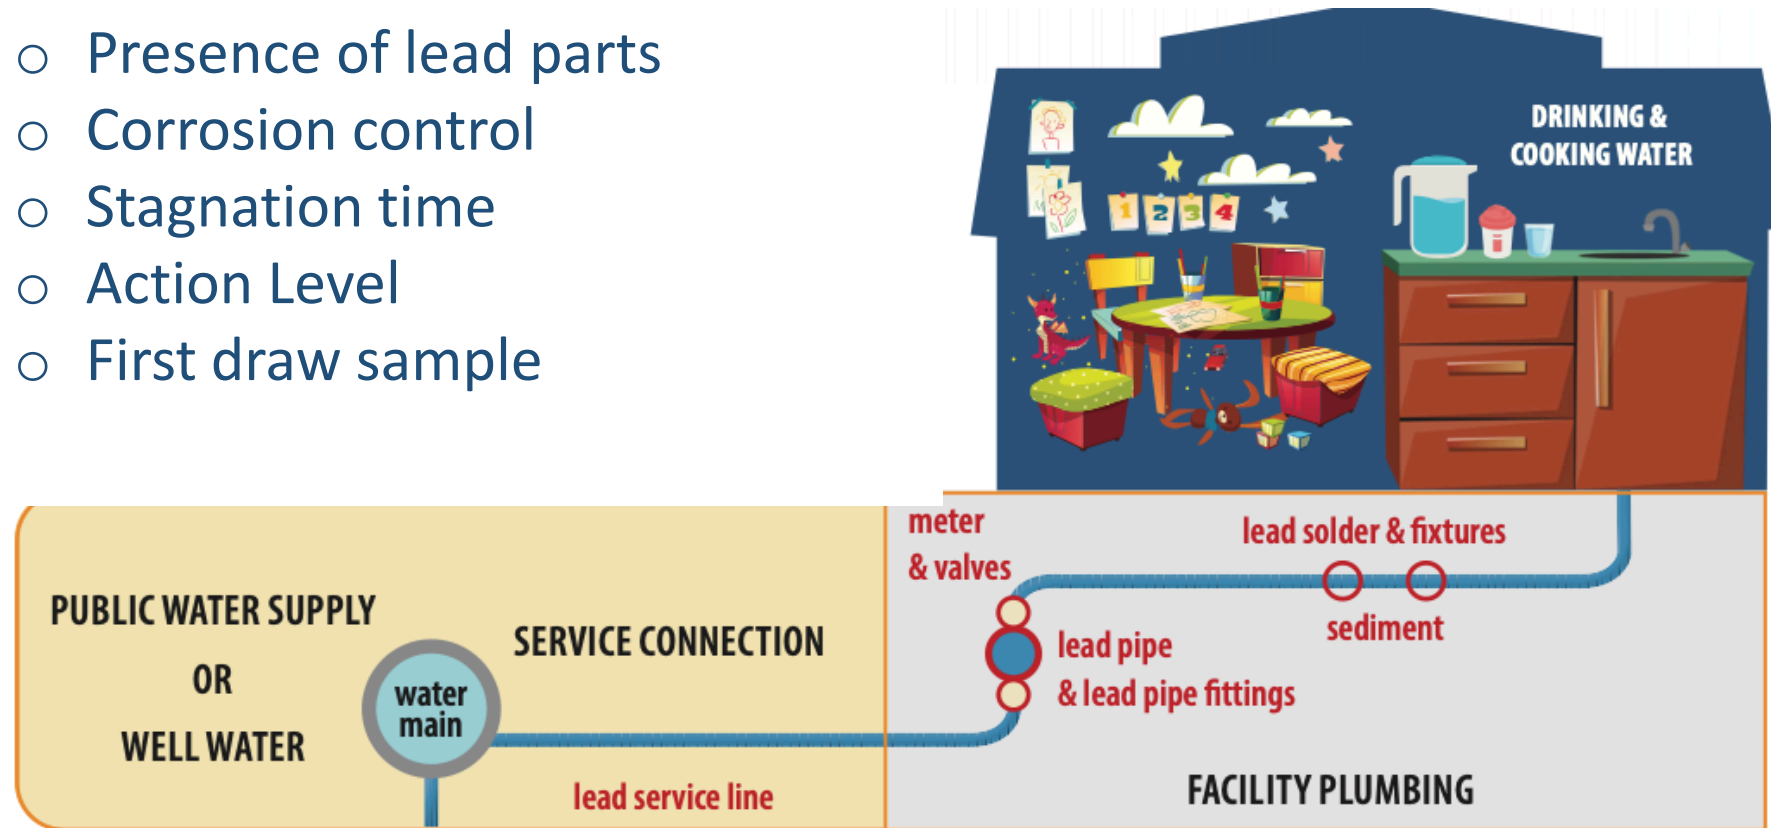 ○ Presence of lead parts
○ Corrosion control
○ Stagnation time
○ Action Level
○ First draw sample
DRINKING &
COOKING WATER
1 2 3 4
meter
& valves
lead solder & fixtures
sediment
lead pipe
& lead pipe fittings
PUBLIC WATER SUPPLY
OR
WELL WATER
SERVICE CONNECTION
water
main
lead service line
FACILITY PLUMBING